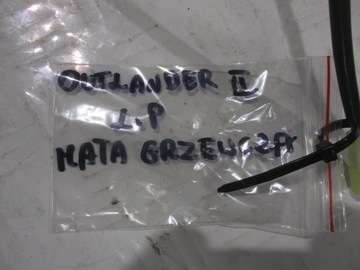 OUTLANDER II
L.P
MATA GRZEWCZA